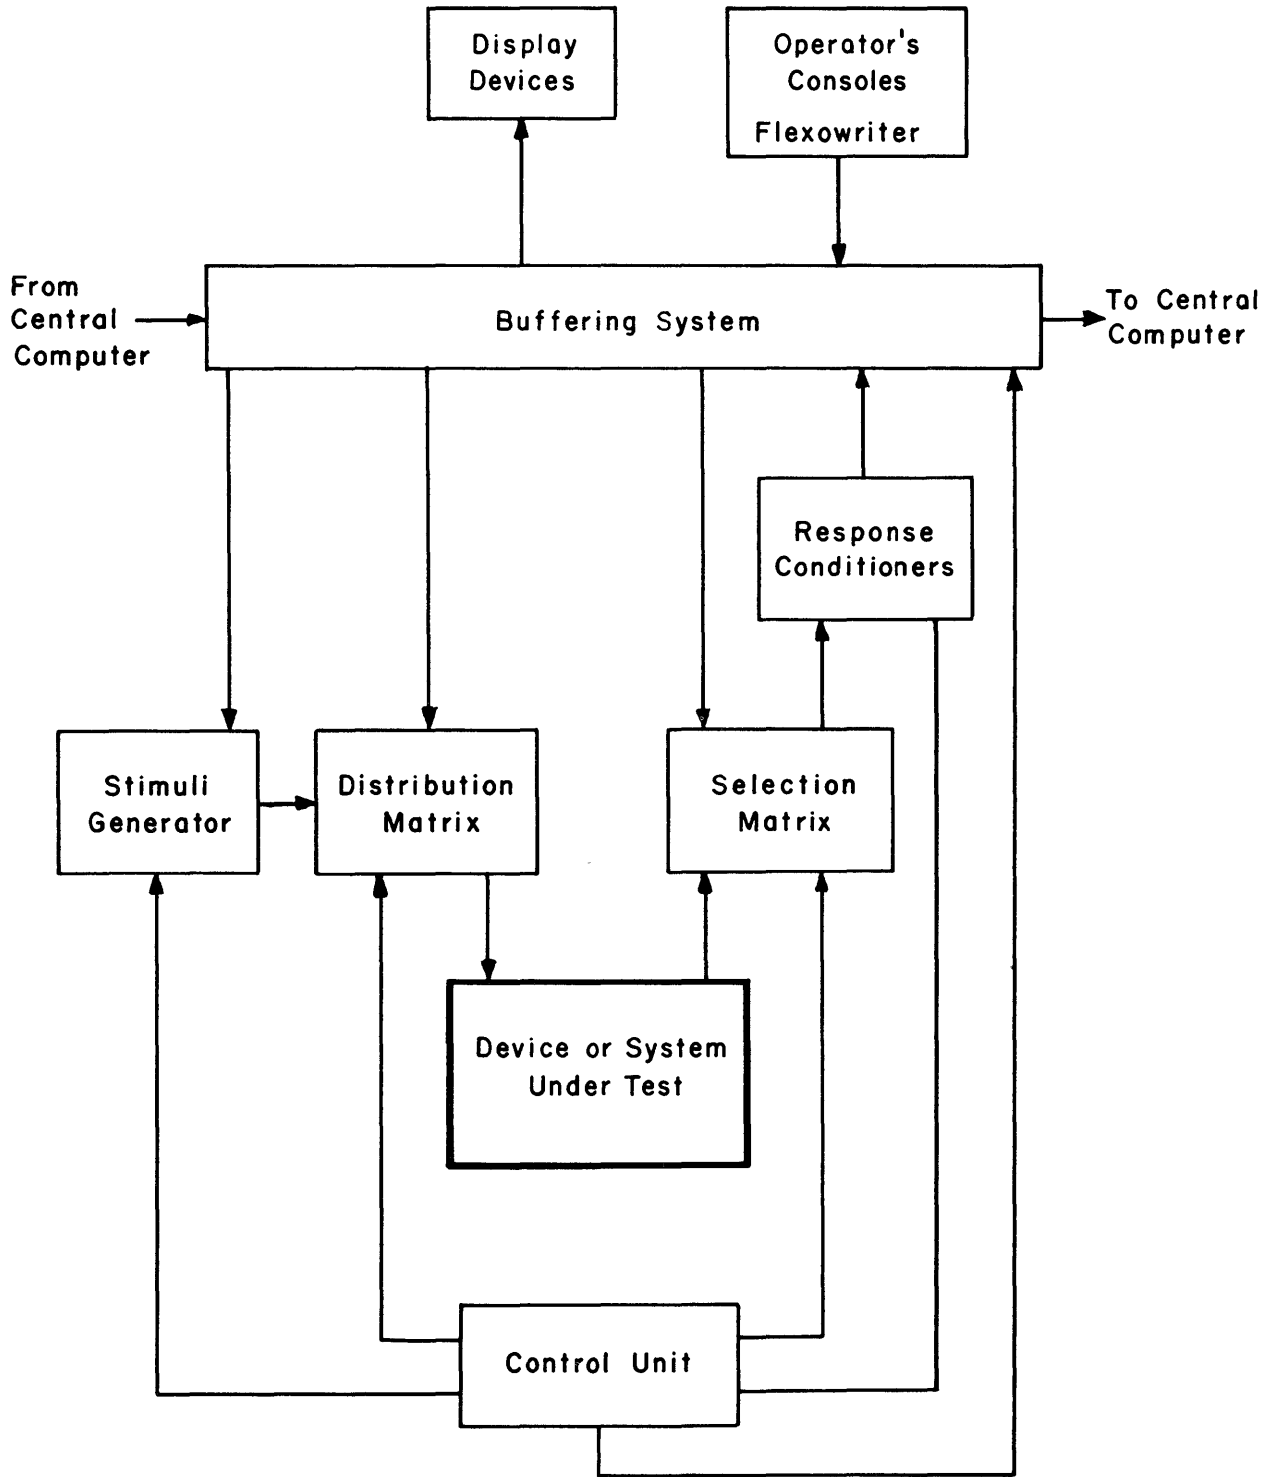 Display
Devices
Operator's
Consoles
Flexowriter
From
Central
Computer
Buffering System
To Central
Computer
Response
Conditioners
Stimuli
Generator
Distribution
Matrix
Selection
Matrix
Device or System
Under Test
Control Unit